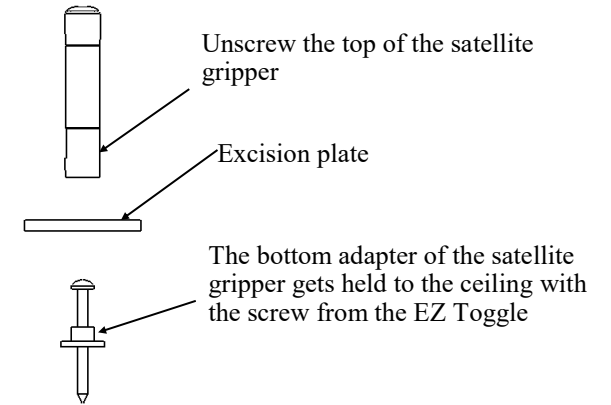 Unscrew the top of the satellite
gripper
Excision plate
The bottom adapter of the satellite
gripper gets held to the ceiling with
the screw from the EZ Toggle